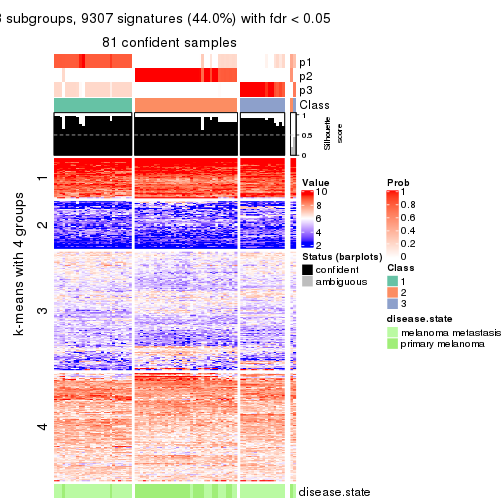 3 subgroups, 9307 signatures (44.0%) with fdr < 0.05
81 confident samples
p1
p2
p3
Class
1
0.5
0
Silhouette
score
k-means with 4 groups
1
2
3
4
disease.state
Value
10
8
6
4
2
Status (barplots)
confident
ambiguous
Prob
1
0.8
0.6
0.4
0.2
0
Class
1
2
3
disease.state
melanoma metastasis
primary melanoma